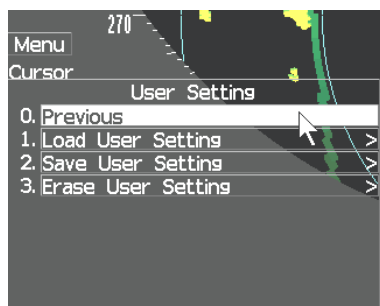 270
Menu
Cursor
User Setting
0. Previous
1. Load User Setting >
2. Save User Setting >
3. Erase User Setting >